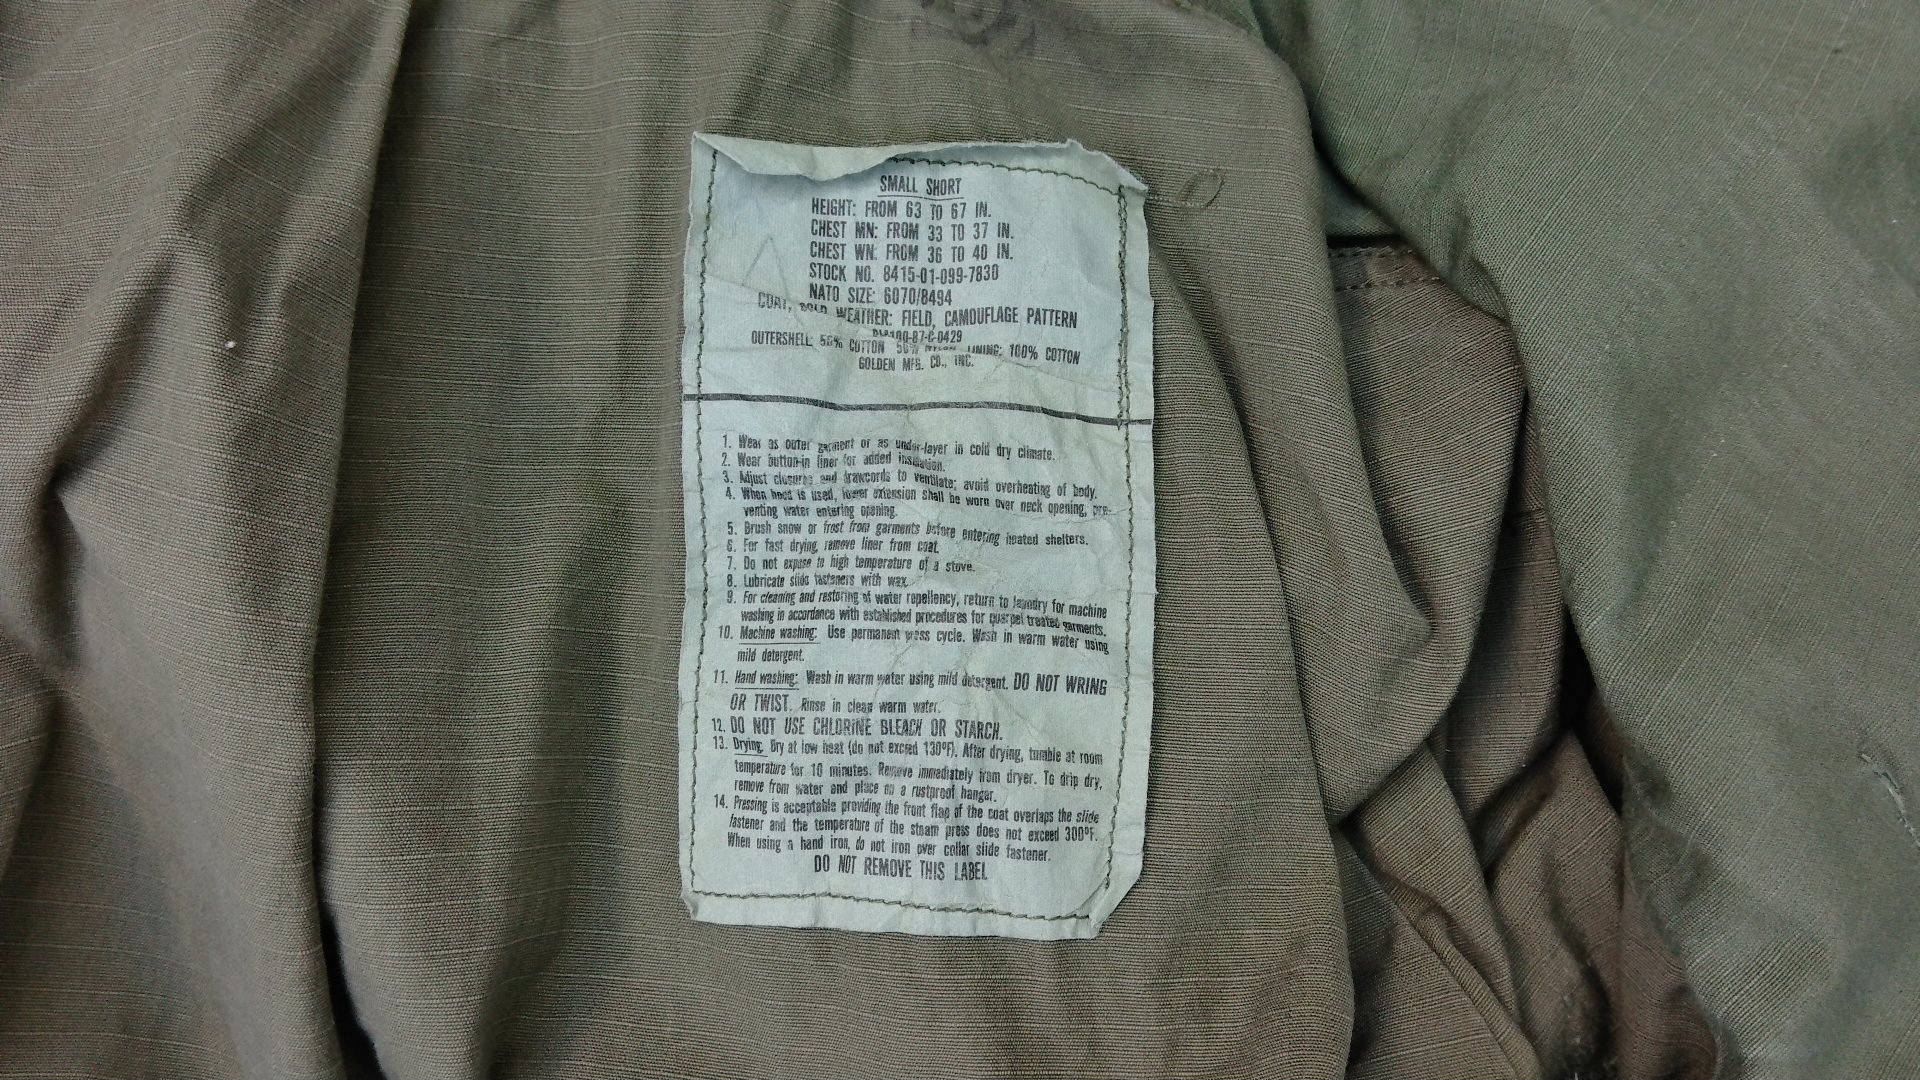 SMALL SHORT
HEIGHT: FROM 63 TO 67 IN.
CHEST MN: FROM 33 TO 37 IN.
CHEST WN: FROM 36 TO 40 IN.
STOCK NO. 8415-01-099-7830
NATO SIZE: 6070/8494
COAT, COLD WEATHER: FIELD, CAMOUFLAGE PATTERN
DLA100-87-C-0429
OUTERSHELL: 50% COTTON 50% NYLON LINING: 100% COTTON
GOLDEN MFG. CO., INC.
1. Wear as outer garment or as under-layer in cold dry climate.
2. Wear button-in liner for added insulation.
3. Adjust closures and drawcords to ventilate; avoid overheating of body.
4. When hood is used, lower extension shall be worn over neck opening, pre-
venting water entering opening.
5. Brush snow or frost from garments before entering heated shelters.
6. For fast drying, remove liner from coat.
7. Do not expose to high temperature of a stove.
8. Lubricate slide fasteners with wax.
9. For cleaning and restoring of water repellency, return to laundry for machine
washing in accordance with established procedures for quarpel treated garments.
10. Machine washing: Use permanent press cycle. Wash in warm water using
mild detergent.
11. Hand washing: Wash in warm water using mild detergent. DO NOT WRING
OR TWIST. Rinse in clean warm water.
12. DO NOT USE CHLORINE BLEACH OR STARCH.
13. Drying: Dry at low heat (do not exceed 130°F). After drying, tumble at room
temperature for 10 minutes. Remove immediately from dryer. To drip dry,
remove from water and place on a rustproof hangar.
14. Pressing is acceptable providing the front flap of the coat overlaps the slide
fastener and the temperature of the steam press does not exceed 300°F.
When using a hand iron, do not iron over collar slide fastener.
DO NOT REMOVE THIS LABEL